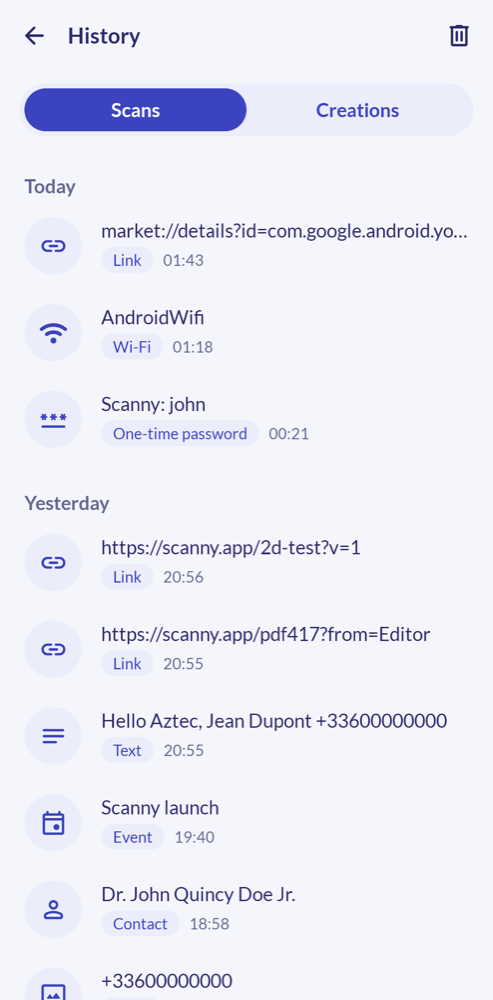 History
Scans
Creations
Today
market://details?id=com.google.android.yo...
Link 01:43
AndroidWifi
Wi-Fi 01:18
Scanny: john
One-time password 00:21
Yesterday
https://scanny.app/2d-test?v=1
Link 20:56
https://scanny.app/pdf417?from=Editor
Link 20:55
Hello Aztec, Jean Dupont +33600000000
Text 20:55
Scanny launch
Event 19:40
Dr. John Quincy Doe Jr.
Contact 18:58
+33600000000